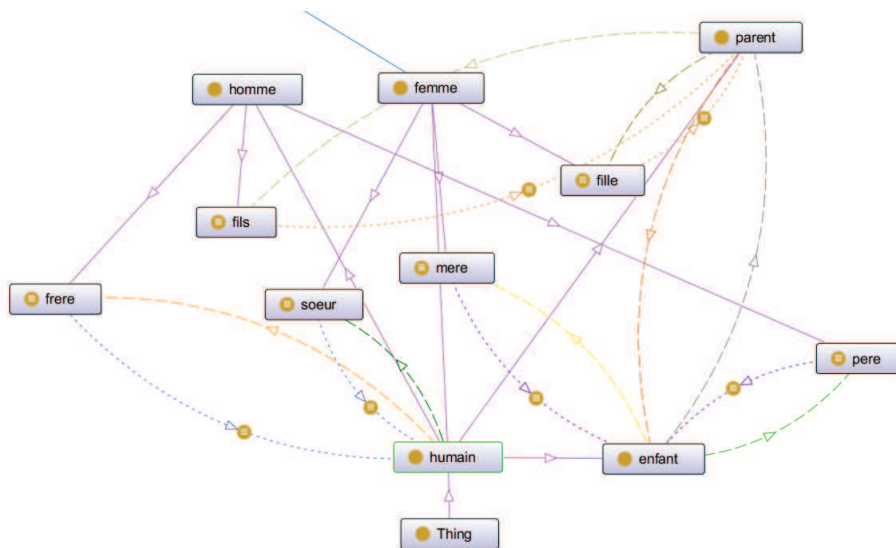 parent
homme
femme
fille
fils
mere
frere
soeur
pere
humain
enfant
Thing